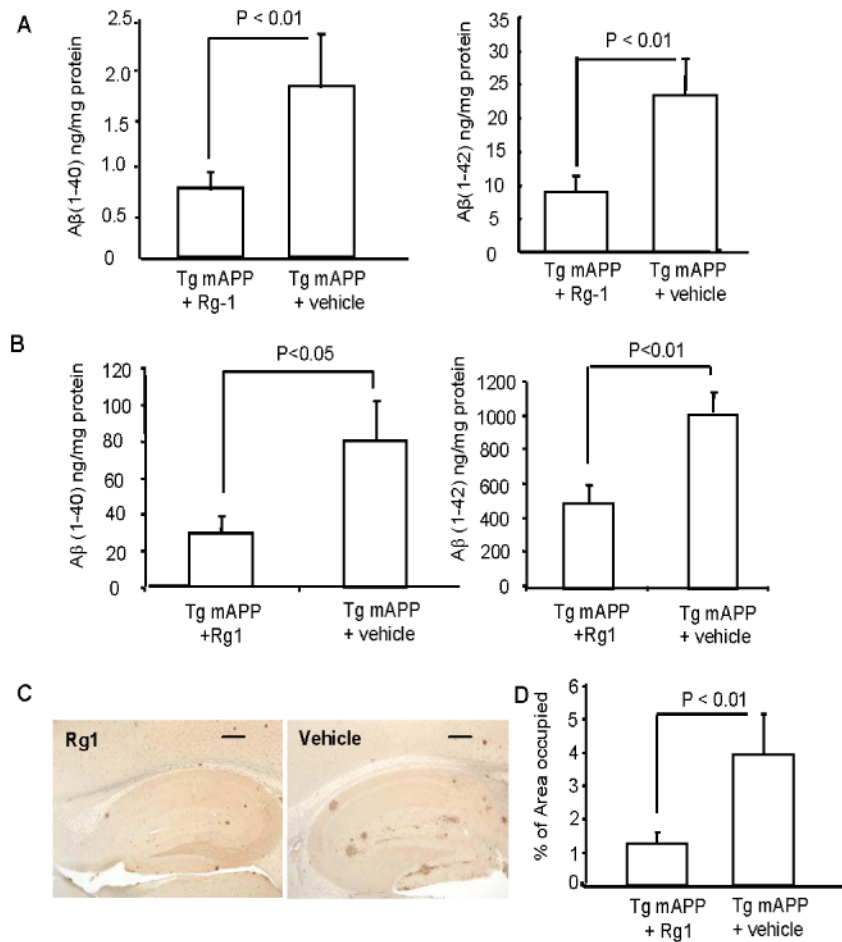 A
P < 0.01
Aβ(1-40) ng/mg protein
2.5
2.0
1.5
1.0
0.5
0
Tg mAPP
+ Rg-1
Tg mAPP
+ vehicle
P < 0.01
Aβ(1-42) ng/mg protein
35
30
25
20
15
10
5
0
Tg mAPP
+ Rg-1
Tg mAPP
+ vehicle
B
P<0.05
Aβ (1-40) ng/mg protein
120
100
80
60
40
20
0
Tg mAPP
+Rg1
Tg mAPP
+ vehicle
P<0.01
Aβ (1-42) ng/mg protein
1200
1000
800
600
400
200
0
Tg mAPP
+Rg1
Tg mAPP
+ vehicle
C
Rg1
Vehicle
D
P < 0.01
% of Area occupied
6
5
4
3
2
1
0
Tg mAPP
+ Rg1
Tg mAPP
+ vehicle